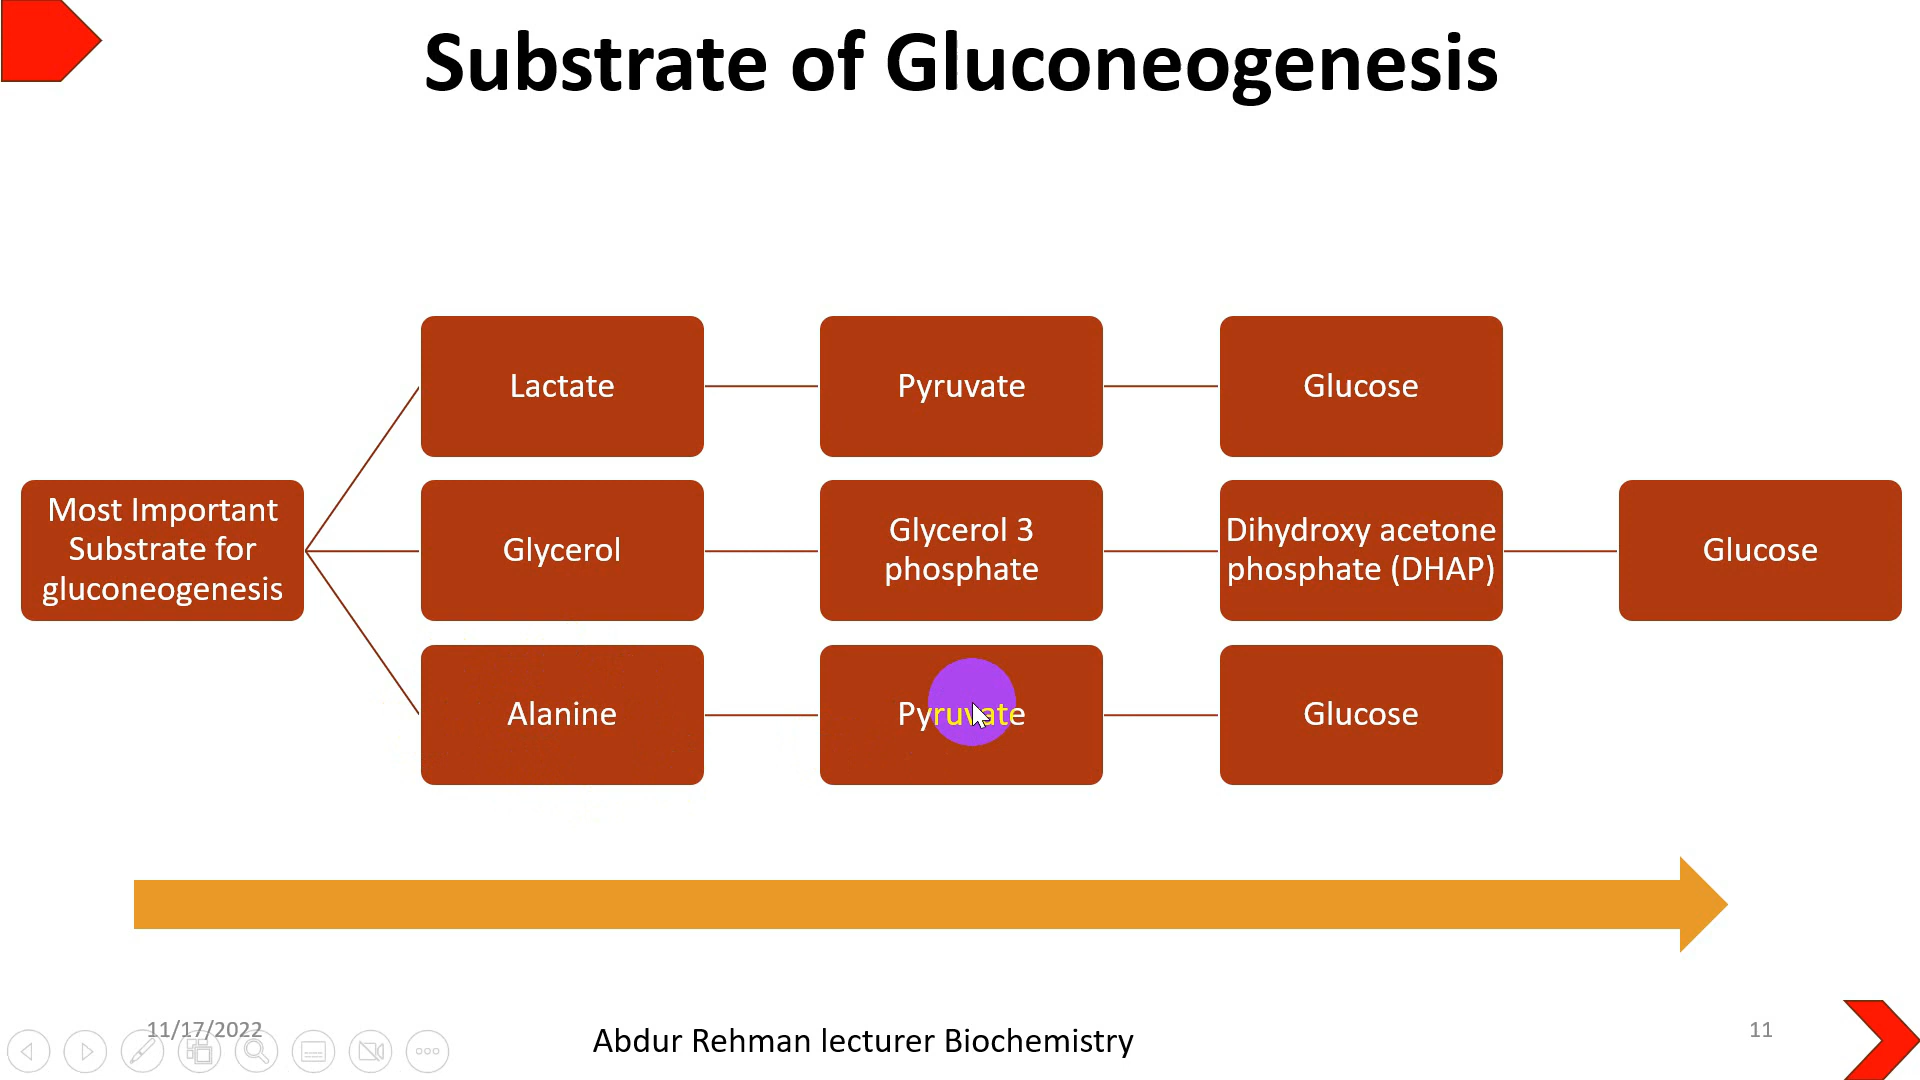 Substrate of Gluconeogenesis
Lactate
Pyruvate
Glucose
Most Important
Substrate for
gluconeogenesis
Glycerol
Glycerol 3
phosphate
Dihydroxy acetone
phosphate (DHAP)
Glucose
Alanine
Pyruvate
Glucose
11/17/2022
Abdur Rehman lecturer Biochemistry
11